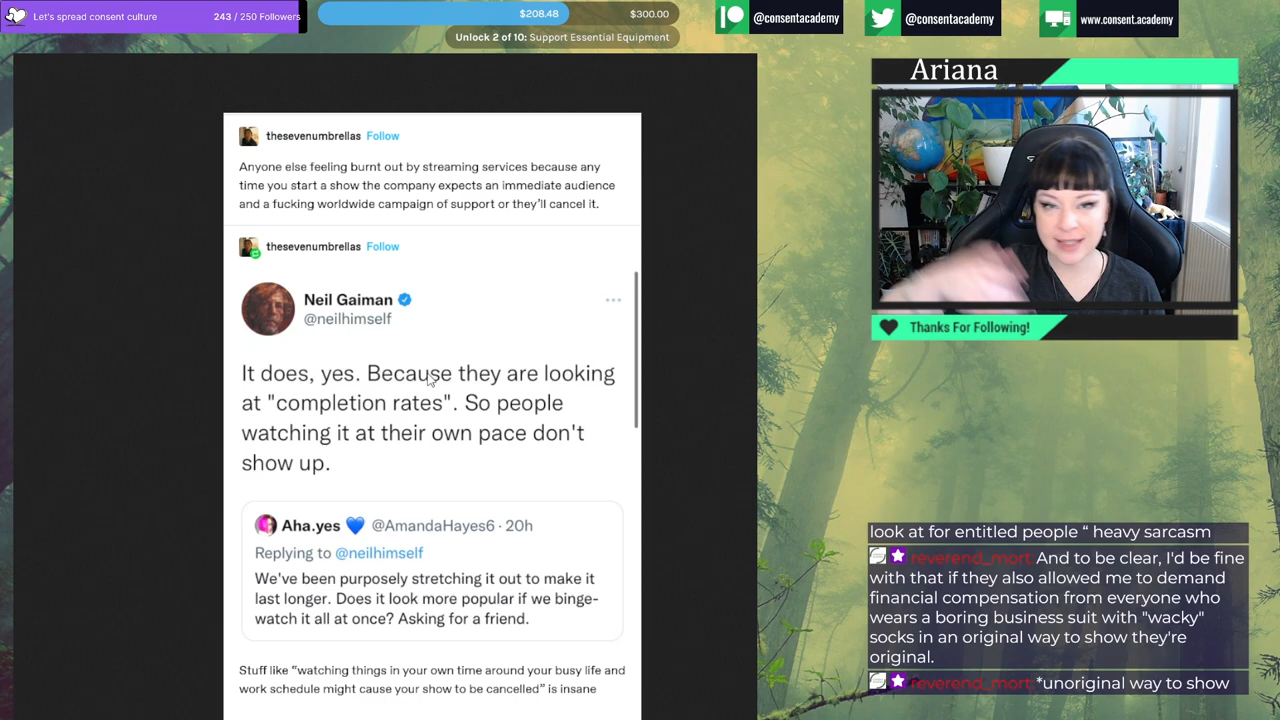 Let's spread consent culture
243 / 250 Followers
$208.48
$300.00
Unlock 2 of 10: Support Essential Equipment
@consentacademy
@consentacademy
www.consent.academy
thesevenumbrellas Follow
Anyone else feeling burnt out by streaming services because any
time you start a show the company expects an immediate audience
and a fucking worldwide campaign of support or they'll cancel it.
thesevenumbrellas Follow
Neil Gaiman
@neilhimself
It does, yes. Because they are looking
at "completion rates". So people
watching it at their own pace don't
show up.
Aha.yes 💙 @AmandaHayes6 · 20h
Replying to @neilhimself
We've been purposely stretching it out to make it
last longer. Does it look more popular if we binge-
watch it all at once? Asking for a friend.
Stuff like "watching things in your own time around your busy life and
work schedule might cause your show to be cancelled" is insane
Ariana
Thanks For Following!
look at for entitled people “ heavy sarcasm
reverend_mort: And to be clear, I'd be fine
with that if they also allowed me to demand
financial compensation from everyone who
wears a boring business suit with "wacky"
socks in an original way to show they're
original.
reverend_mort: *unoriginal way to show